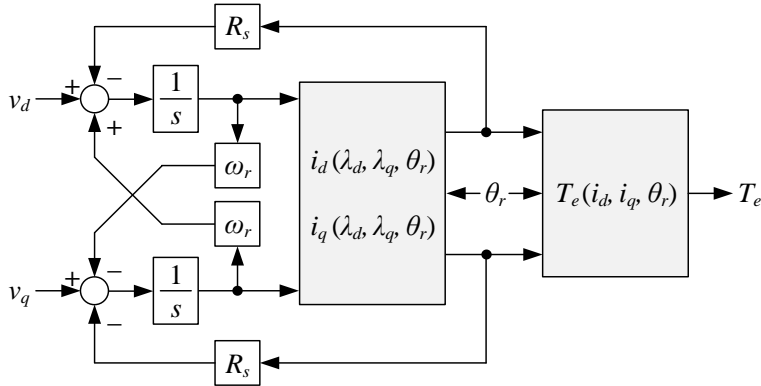 R_s
+ −
v_d
+
1
s
ω_r
ω_r
i_d (λ_d, λ_q, θ_r)
i_q (λ_d, λ_q, θ_r)
θ_r
T_e (i_d, i_q, θ_r)
T_e
+ −
v_q
−
1
s
R_s